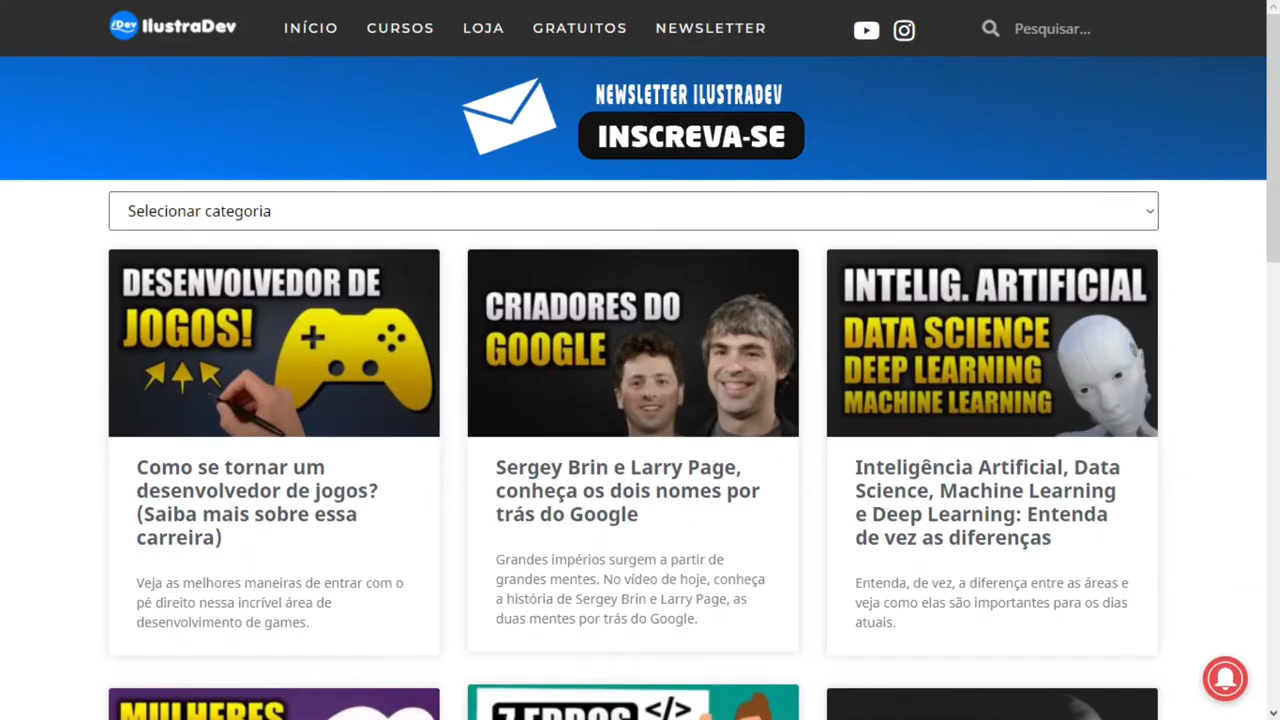 iDev IlustraDev INÍCIO CURSOS LOJA GRATUITOS NEWSLETTER Pesquisar...
NEWSLETTER ILUSTRADEV
INSCREVA-SE
Selecionar categoria
DESENVOLVEDOR DE
JOGOS!
Como se tornar um
desenvolvedor de jogos?
(Saiba mais sobre essa
carreira)
Veja as melhores maneiras de entrar com o
pé direito nessa incrível área de
desenvolvimento de games.
CRIADORES DO
GOOGLE
Sergey Brin e Larry Page,
conheça os dois nomes por
trás do Google
Grandes impérios surgem a partir de
grandes mentes. No vídeo de hoje, conheça
a história de Sergey Brin e Larry Page, as
duas mentes por trás do Google.
INTELIG. ARTIFICIAL
DATA SCIENCE
DEEP LEARNING
MACHINE LEARNING
Inteligência Artificial, Data
Science, Machine Learning
e Deep Learning: Entenda
de vez as diferenças
Entenda, de vez, a diferença entre as áreas e
veja como elas são importantes para os dias
atuais.
MULHERES
7 ERROS </>